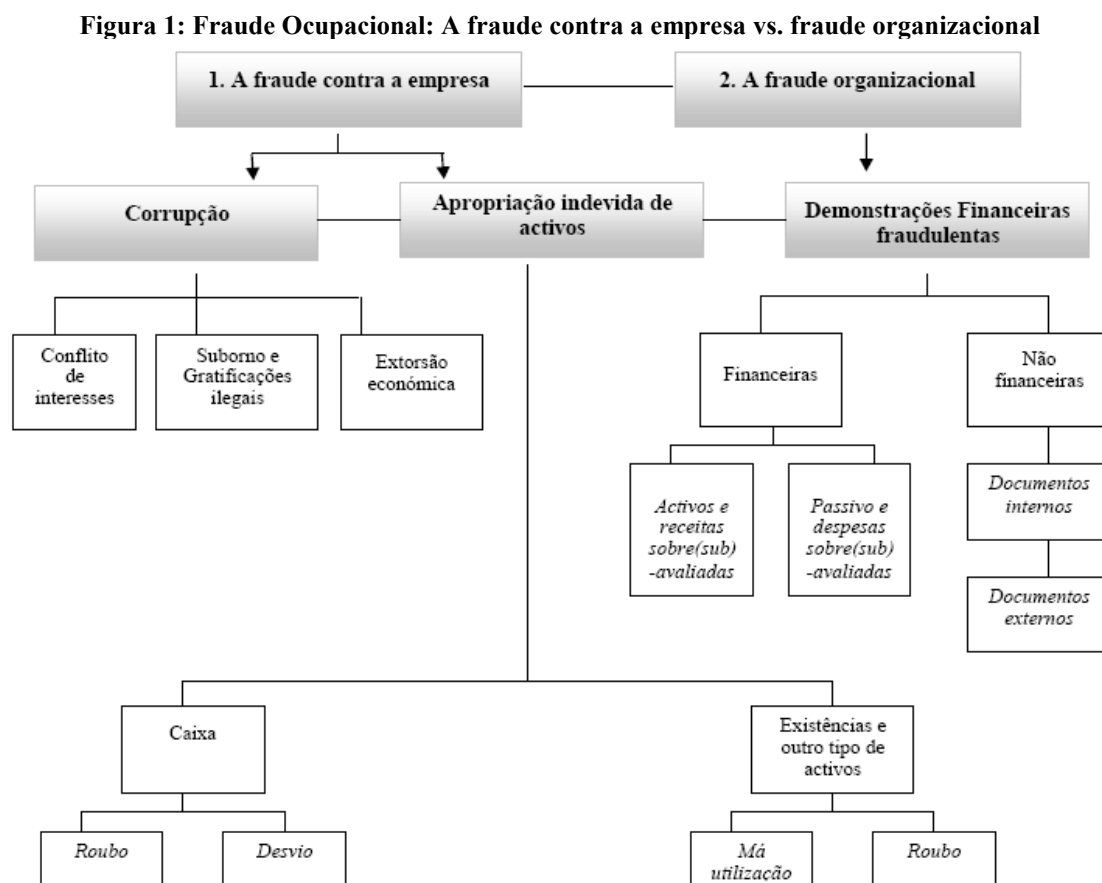 Figura 1: Fraude Ocupacional: A fraude contra a empresa vs. fraude organizacional
1. A fraude contra a empresa
2. A fraude organizacional
Corrupção
Apropriação indevida de
activos
Demonstrações Financeiras
fraudulentas
Conflito
de
interesses
Suborno e
Gratificações
ilegais
Extorsão
económica
Financeiras
Não
financeiras
Activos e
receitas
sobre(sub)
-avaliadas
Passivo e
despesas
sobre(sub)
-avaliadas
Documentos
internos
Documentos
externos
Caixa
Existências e
outro tipo de
activos
Roubo
Desvio
Má
utilização
Roubo